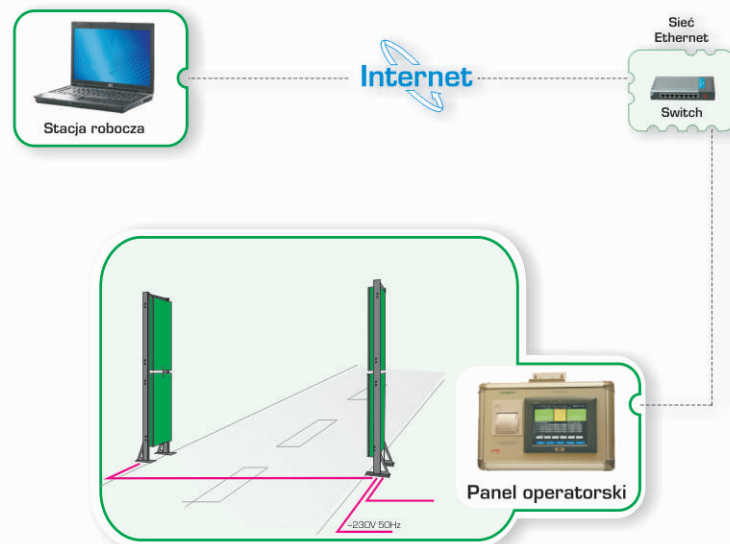 Sieć
Ethernet
Internet
Switch
Stacja robocza
Panel operatorski
~230V 50Hz